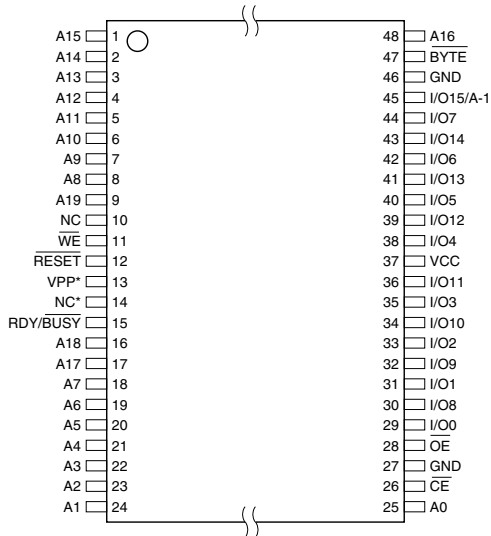 A15 1 48 A16
A14 2 47 BYTE
A13 3 46 GND
A12 4 45 I/O15/A-1
A11 5 44 I/O7
A10 6 43 I/O14
A9 7 42 I/O6
A8 8 41 I/O13
A19 9 40 I/O5
NC 10 39 I/O12
WE 11 38 I/O4
RESET 12 37 VCC
VPP* 13 36 I/O11
NC* 14 35 I/O3
RDY/BUSY 15 34 I/O10
A18 16 33 I/O2
A17 17 32 I/O9
A7 18 31 I/O1
A6 19 30 I/O8
A5 20 29 I/O0
A4 21 28 OE
A3 22 27 GND
A2 23 26 CE
A1 24 25 A0